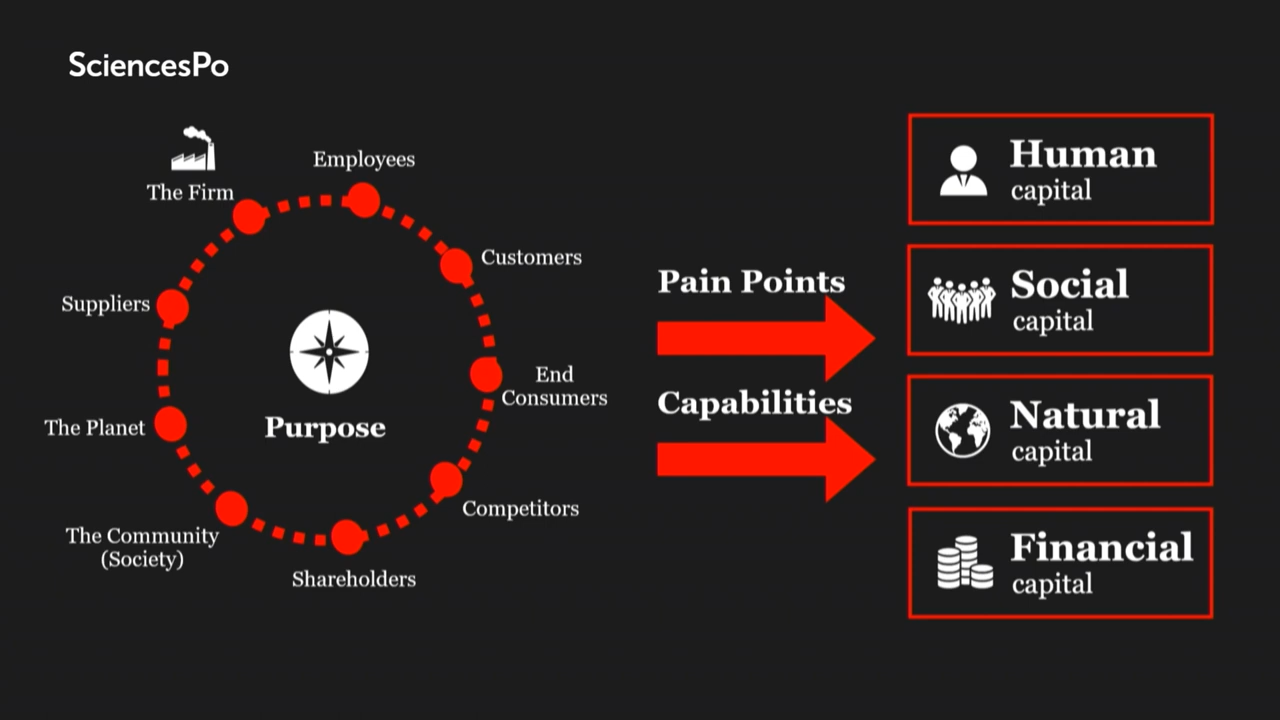 SciencesPo
The Firm
Employees
Customers
End
Consumers
Competitors
Shareholders
The Community
(Society)
The Planet
Suppliers
Purpose
Pain Points
Capabilities
Human
capital
Social
capital
Natural
capital
Financial
capital